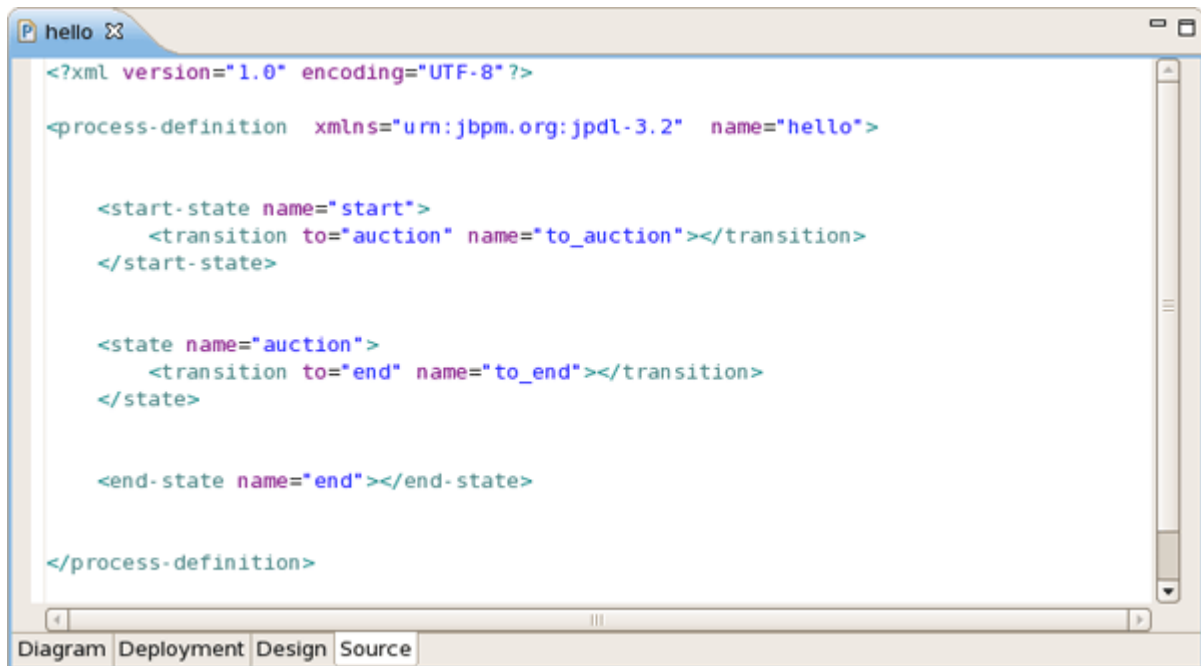 hello
<?xml version="1.0" encoding="UTF-8"?>
<process-definition  xmlns="urn:jbpm.org:jpdl-3.2"  name="hello">
<start-state name="start">
<transition to="auction" name="to_auction"></transition>
</start-state>
<state name="auction">
<transition to="end" name="to_end"></transition>
</state>
<end-state name="end"></end-state>
</process-definition>
Diagram Deployment Design Source